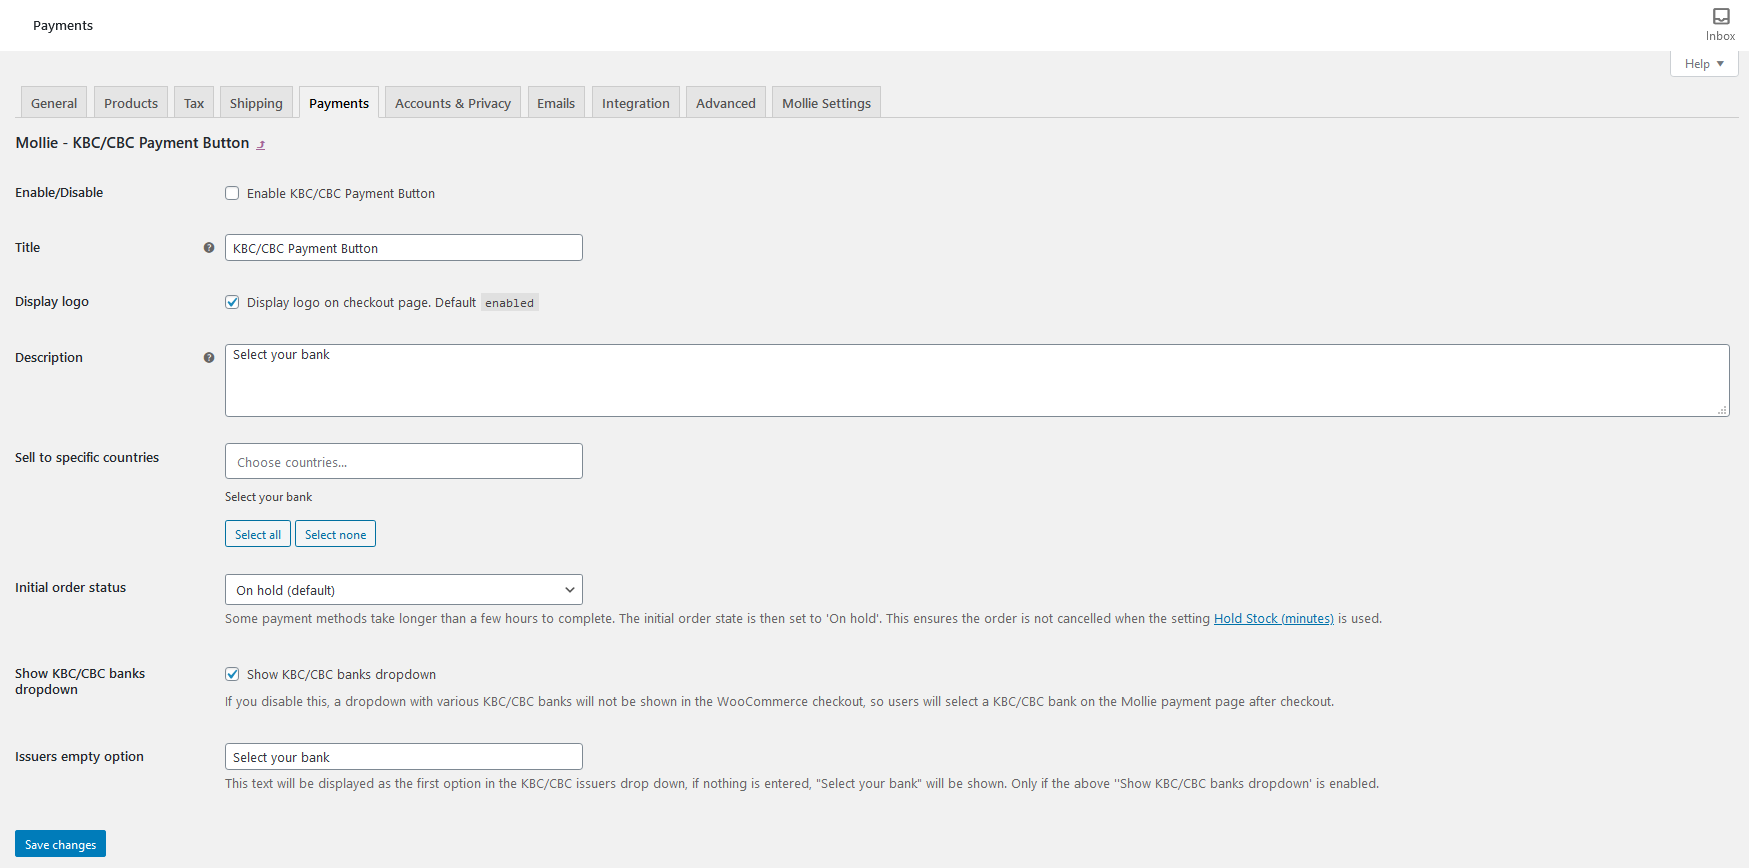 Payments
Inbox
Help
General Products Tax Shipping Payments Accounts & Privacy Emails Integration Advanced Mollie Settings
Mollie - KBC/CBC Payment Button
Enable/Disable Enable KBC/CBC Payment Button
Title KBC/CBC Payment Button
Display logo Display logo on checkout page. Default enabled
Description Select your bank
Sell to specific countries Choose countries...
Select your bank
Select all Select none
Initial order status On hold (default)
Some payment methods take longer than a few hours to complete. The initial order state is then set to 'On hold'. This ensures the order is not cancelled when the setting Hold Stock (minutes) is used.
Show KBC/CBC banks dropdown Show KBC/CBC banks dropdown
If you disable this, a dropdown with various KBC/CBC banks will not be shown in the WooCommerce checkout, so users will select a KBC/CBC bank on the Mollie payment page after checkout.
Issuers empty option Select your bank
This text will be displayed as the first option in the KBC/CBC issuers drop down, if nothing is entered, "Select your bank" will be shown. Only if the above ''Show KBC/CBC banks dropdown' is enabled.
Save changes